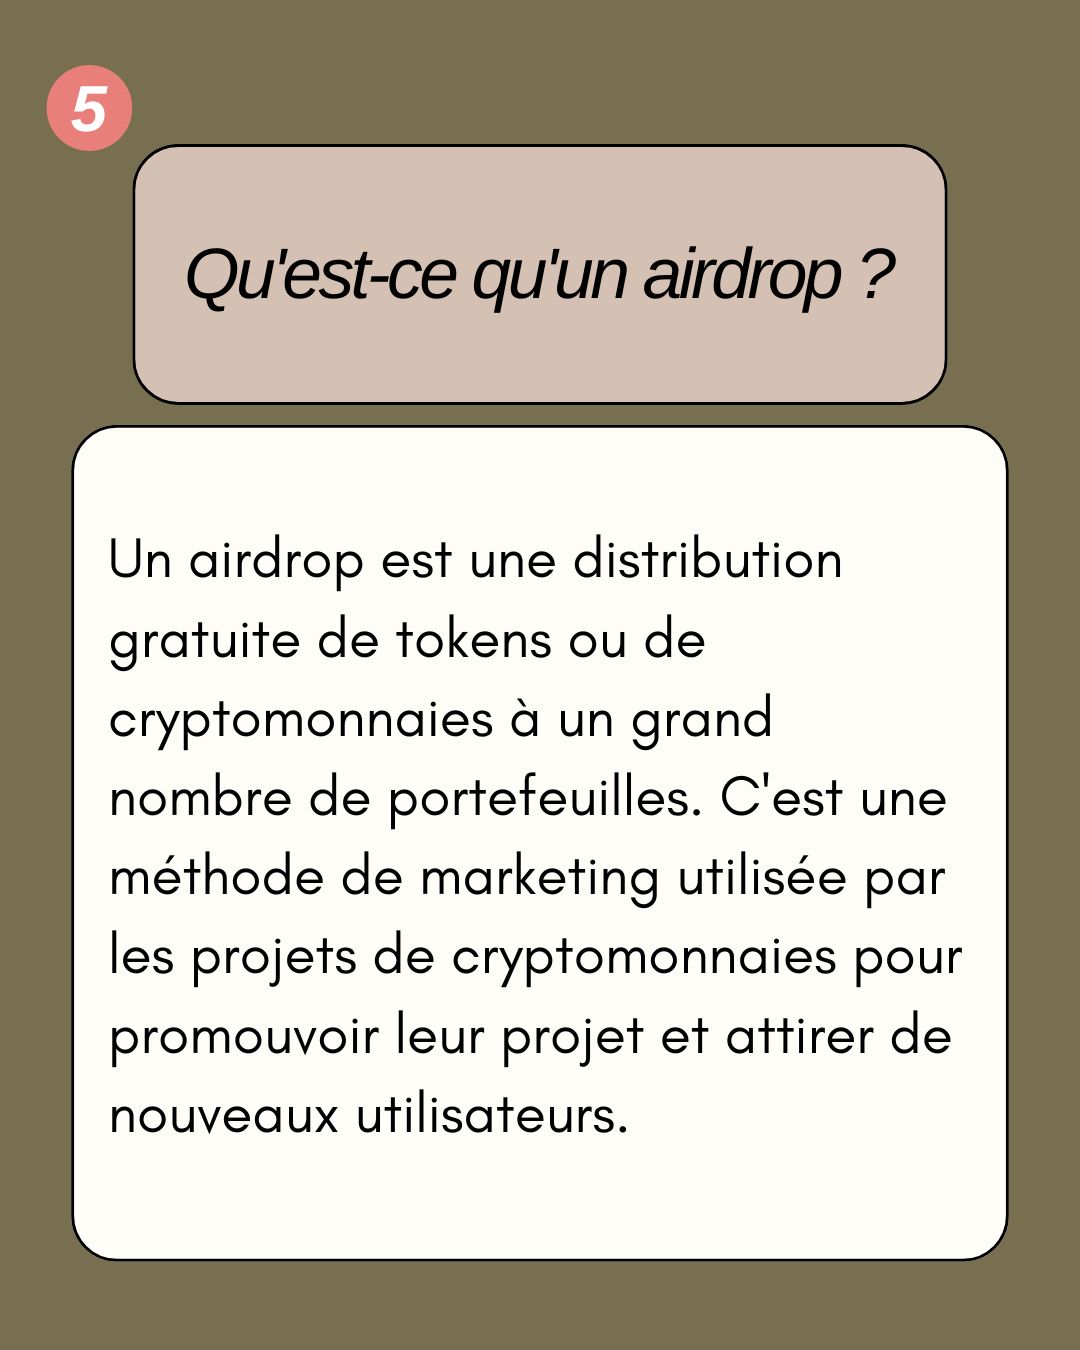 5
Qu'est-ce qu'un airdrop ?
Un airdrop est une distribution
gratuite de tokens ou de
cryptomonnaies à un grand
nombre de portefeuilles. C'est une
méthode de marketing utilisée par
les projets de cryptomonnaies pour
promouvoir leur projet et attirer de
nouveaux utilisateurs.